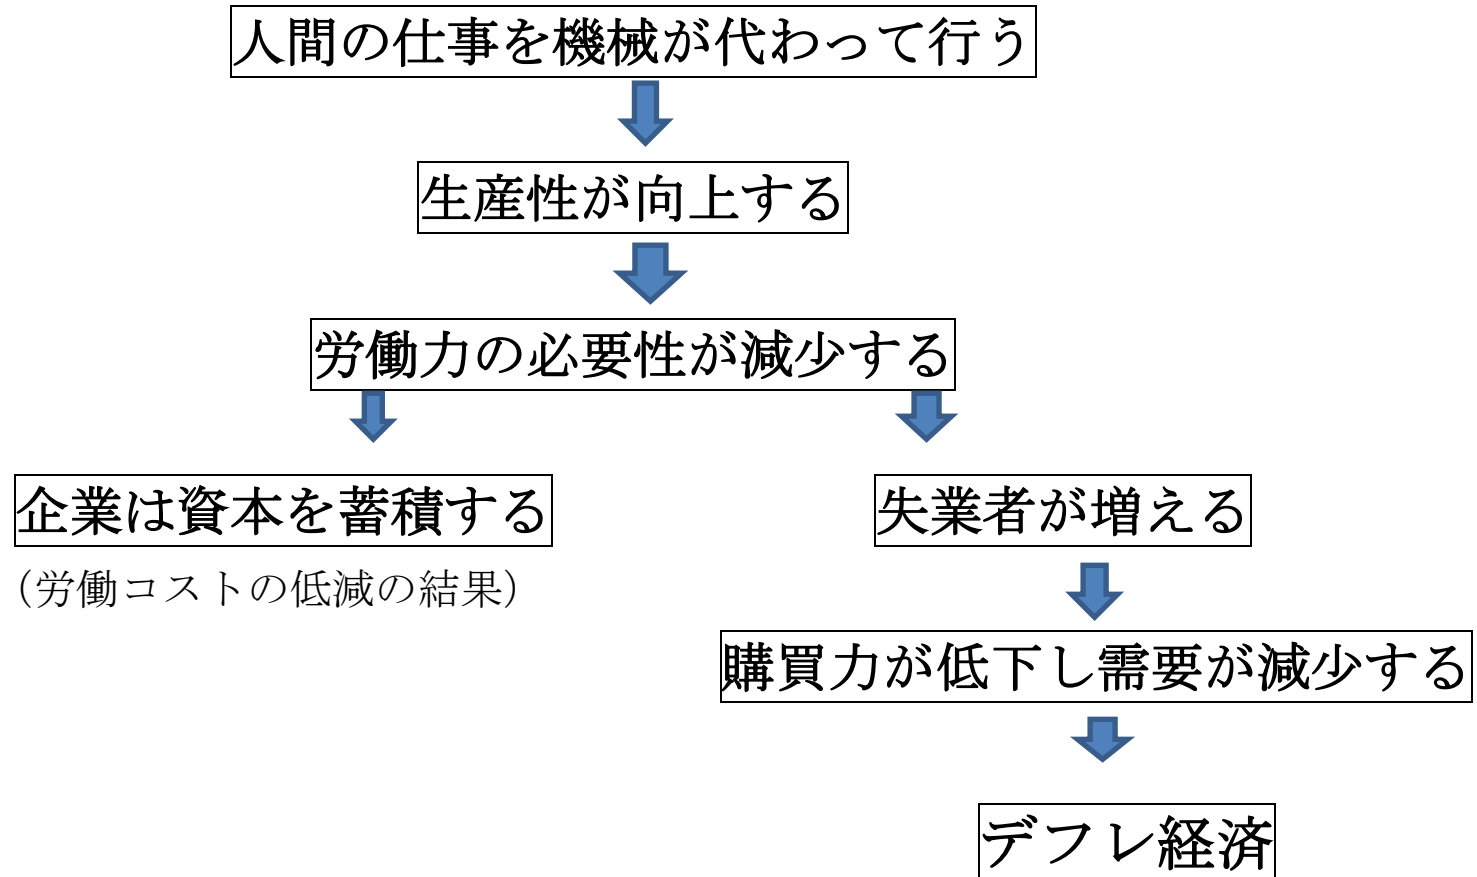 人間の仕事を機械が代わって行う
生産性が向上する
労働力の必要性が減少する
企業は資本を蓄積する
（労働コストの低減の結果）
失業者が増える
購買力が低下し需要が減少する
デフレ経済